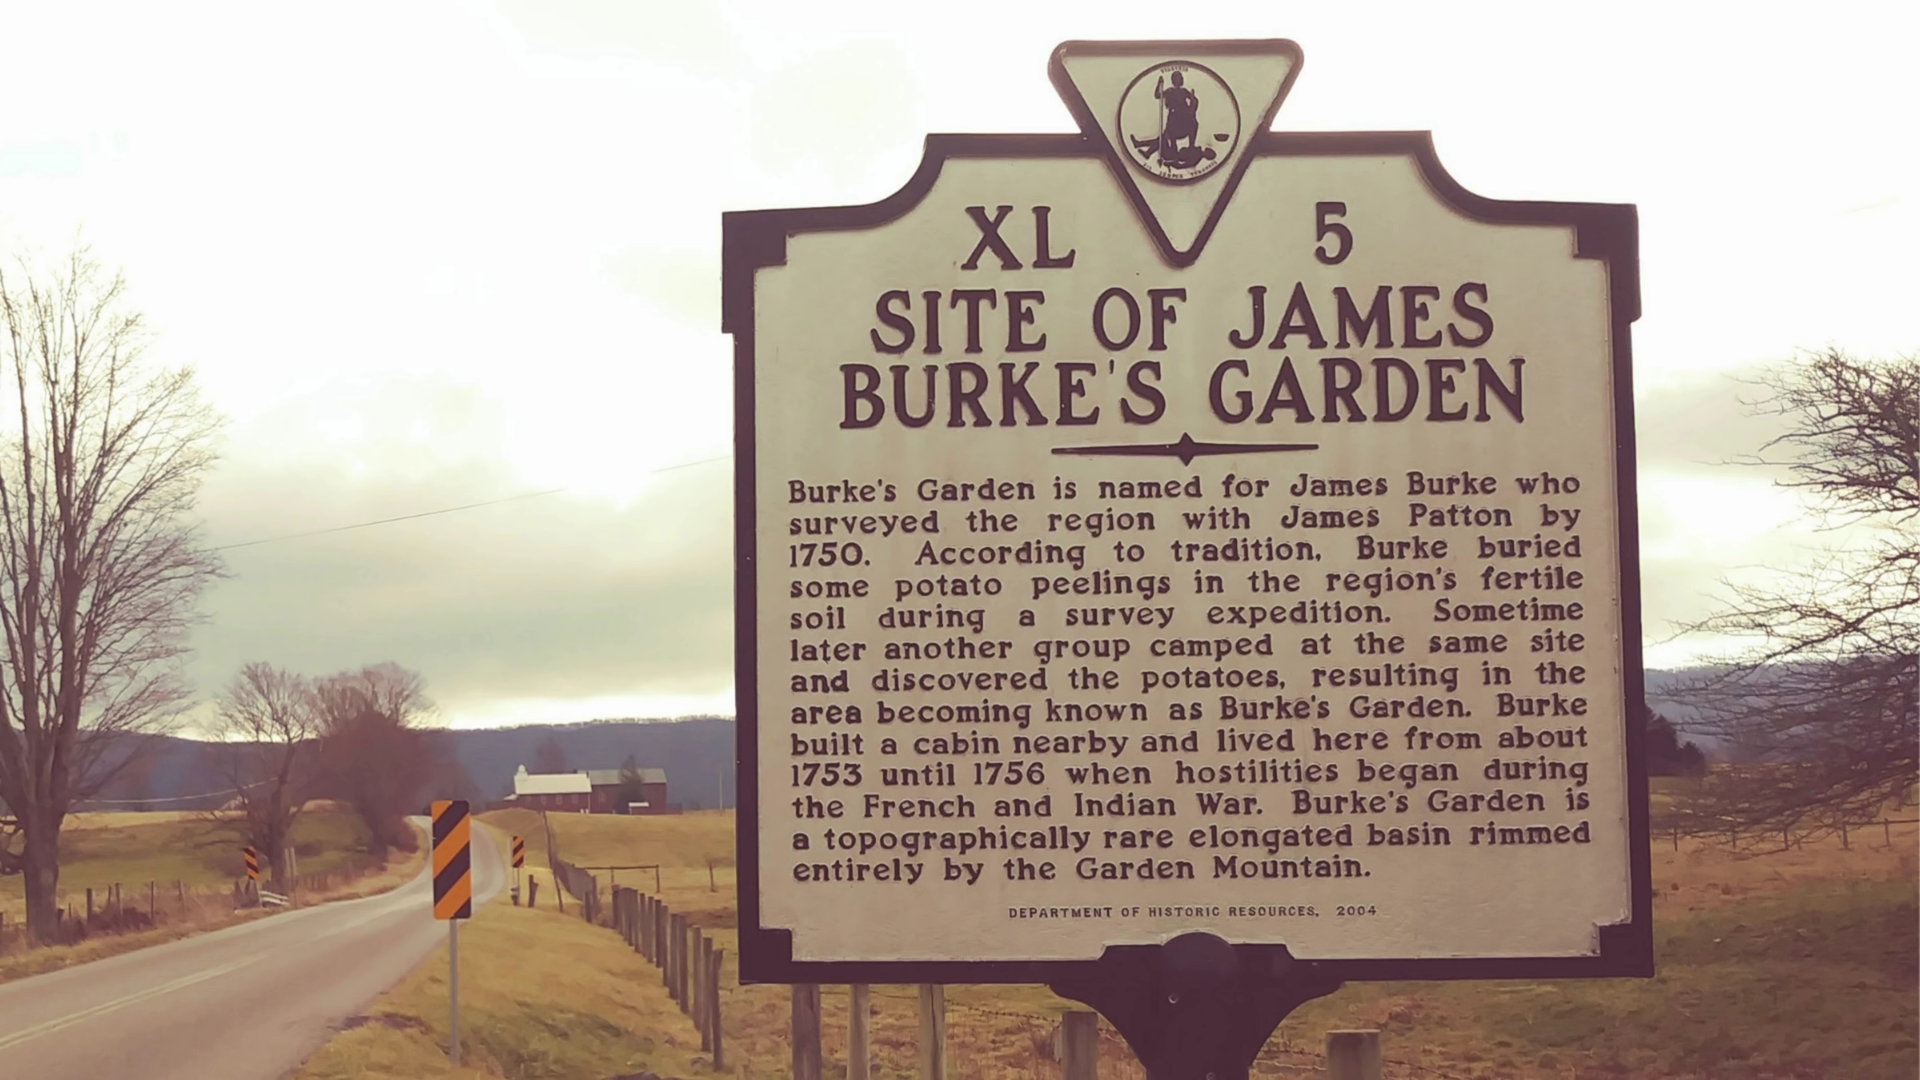 VIRGINIA
SIC SEMPER TYRANNIS
XL 5
SITE OF JAMES
BURKE'S GARDEN
Burke's Garden is named for James Burke who
surveyed the region with James Patton by
1750. According to tradition, Burke buried
some potato peelings in the region's fertile
soil during a survey expedition. Sometime
later another group camped at the same site
and discovered the potatoes, resulting in the
area becoming known as Burke's Garden. Burke
built a cabin nearby and lived here from about
1753 until 1756 when hostilities began during
the French and Indian War. Burke's Garden is
a topographically rare elongated basin rimmed
entirely by the Garden Mountain.
DEPARTMENT OF HISTORIC RESOURCES, 2004